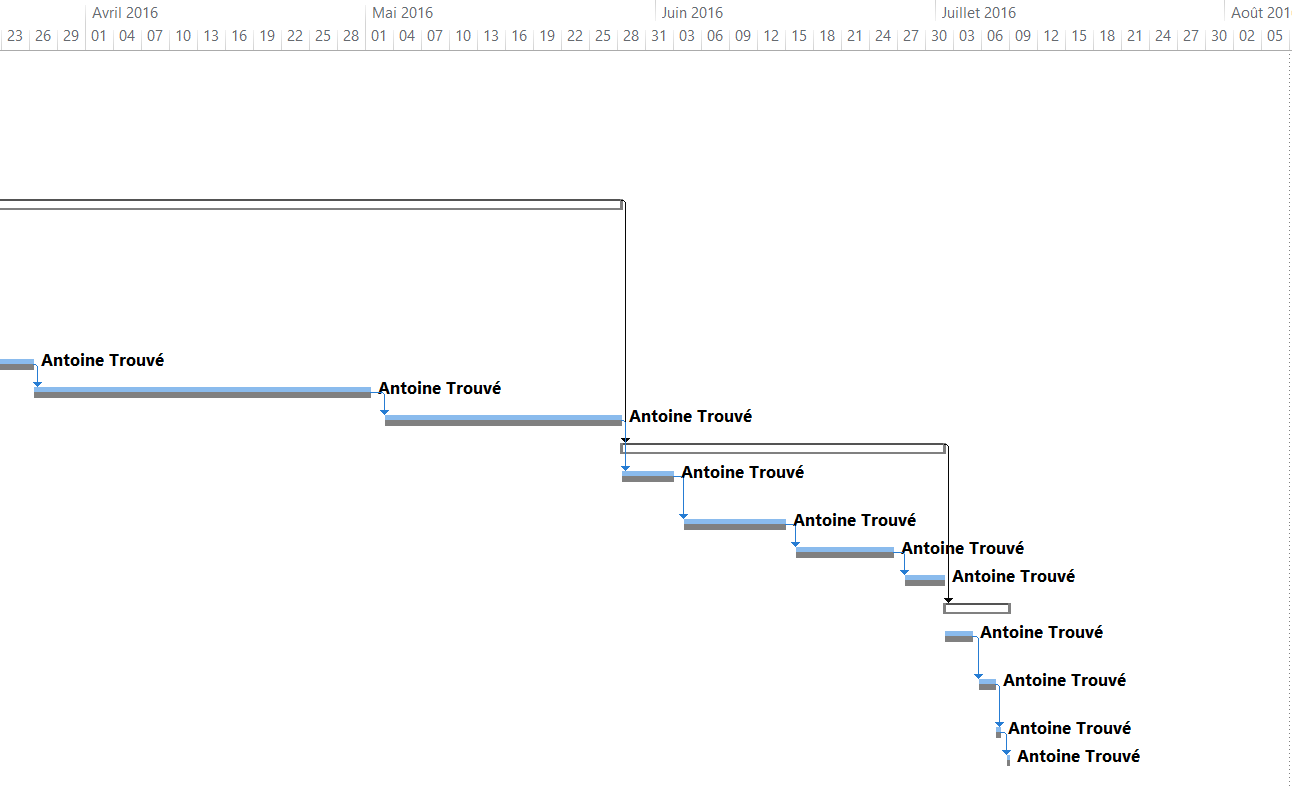 Avril 2016 Mai 2016 Juin 2016 Juillet 2016 Août 201
23 26 29 01 04 07 10 13 16 19 22 25 28 01 04 07 10 13 16 19 22 25 28 31 03 06 09 12 15 18 21 24 27 30 03 06 09 12 15 18 21 24 27 30 02 05
Antoine Trouvé
Antoine Trouvé
Antoine Trouvé
Antoine Trouvé
Antoine Trouvé
Antoine Trouvé
Antoine Trouvé
Antoine Trouvé
Antoine Trouvé
Antoine Trouvé
Antoine Trouvé